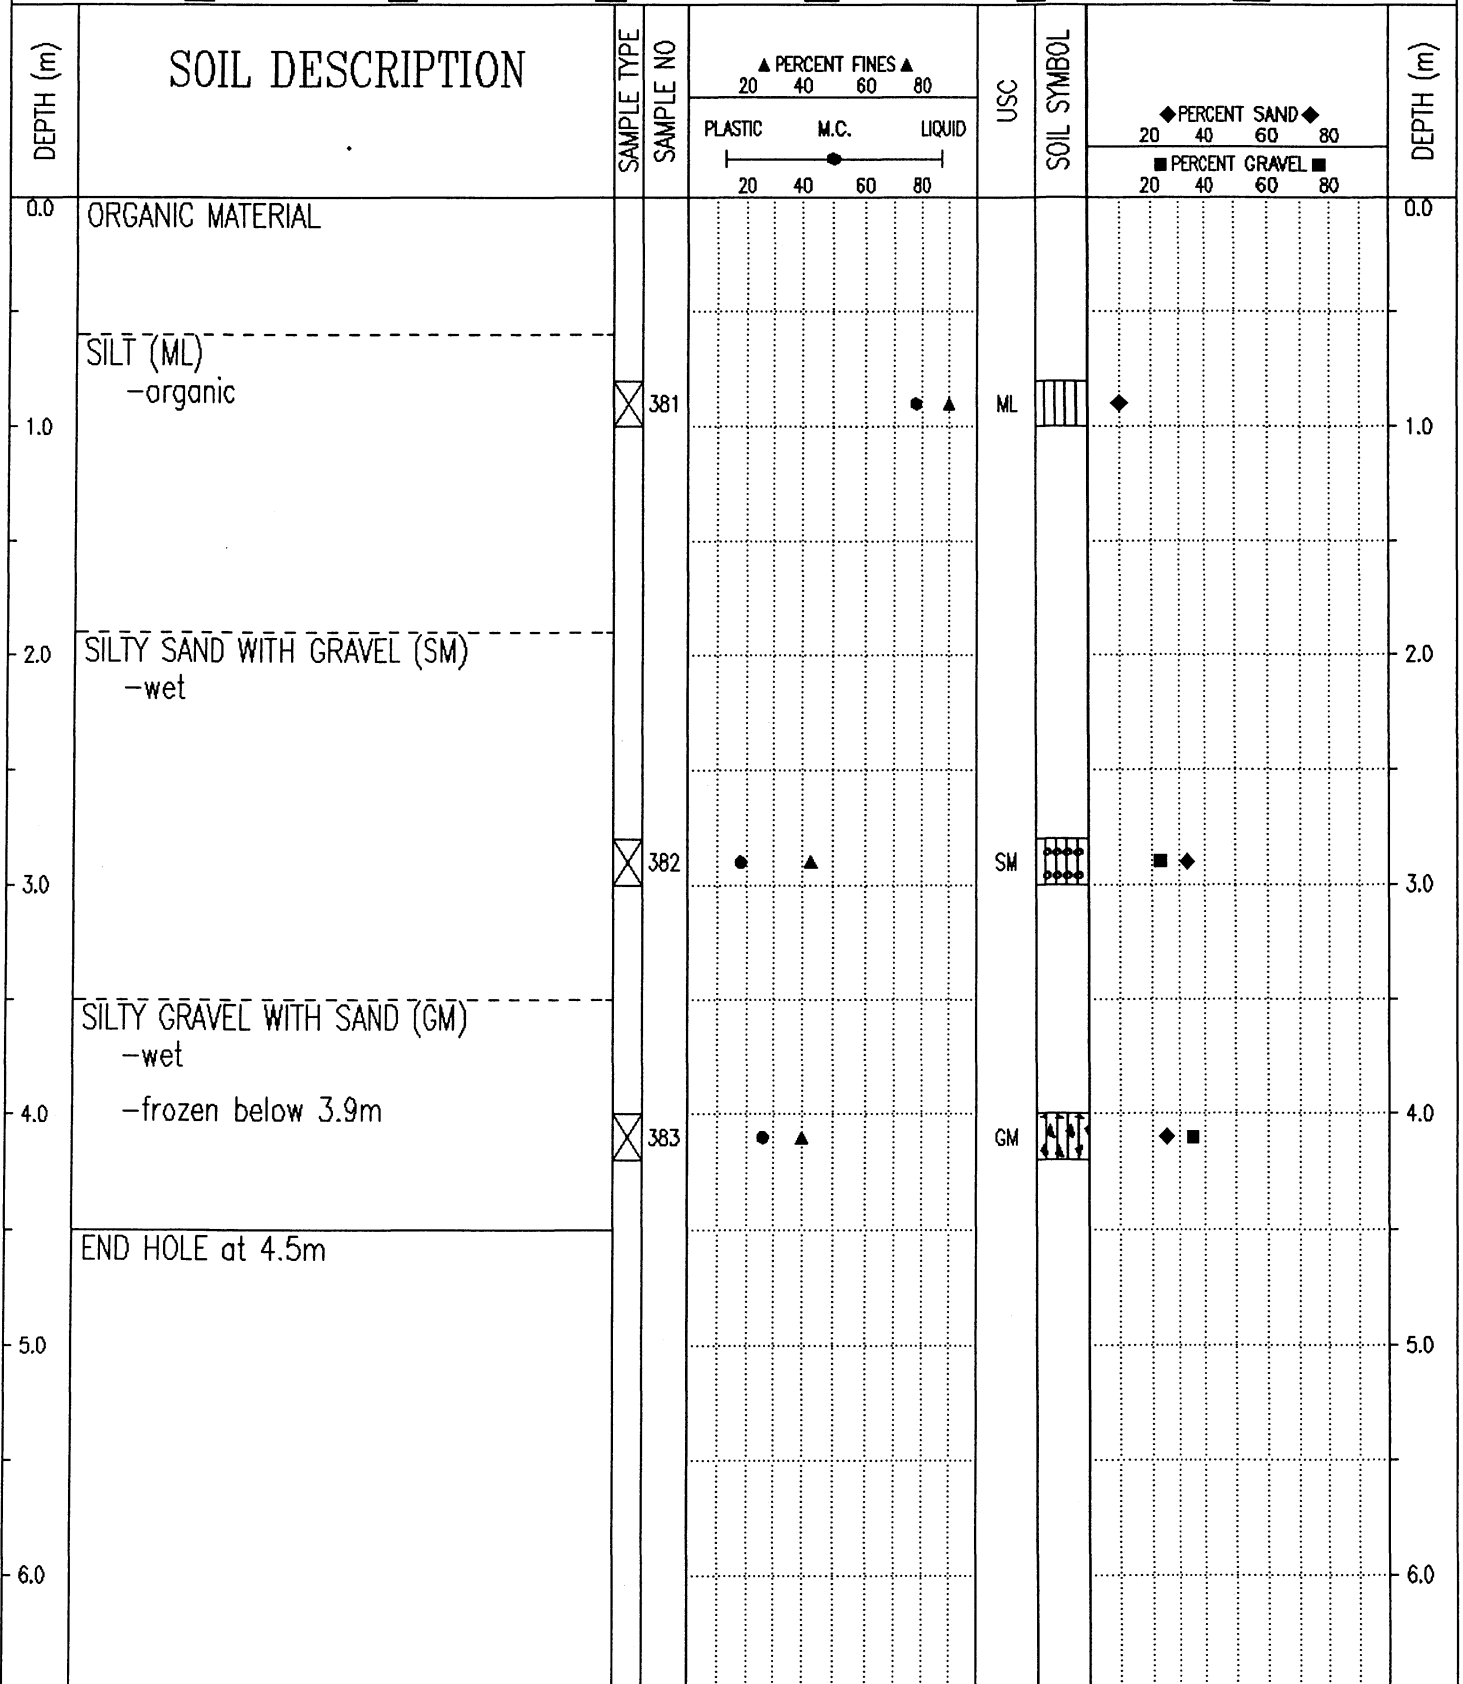 DEPTH (m)
SOIL DESCRIPTION
SAMPLE TYPE
SAMPLE NO
▲ PERCENT FINES ▲
20 40 60 80
PLASTIC M.C. LIQUID
20 40 60 80
USC
SOIL SYMBOL
◆ PERCENT SAND ◆
20 40 60 80
■ PERCENT GRAVEL ■
20 40 60 80
DEPTH (m)
0.0 ORGANIC MATERIAL 0.0
SILT (ML)
-organic
381 ML
1.0 1.0
2.0 SILTY SAND WITH GRAVEL (SM) 2.0
-wet
382 SM
3.0 3.0
SILTY GRAVEL WITH SAND (GM)
-wet
4.0 -frozen below 3.9m 4.0
383 GM
END HOLE at 4.5m
5.0 5.0
6.0 6.0